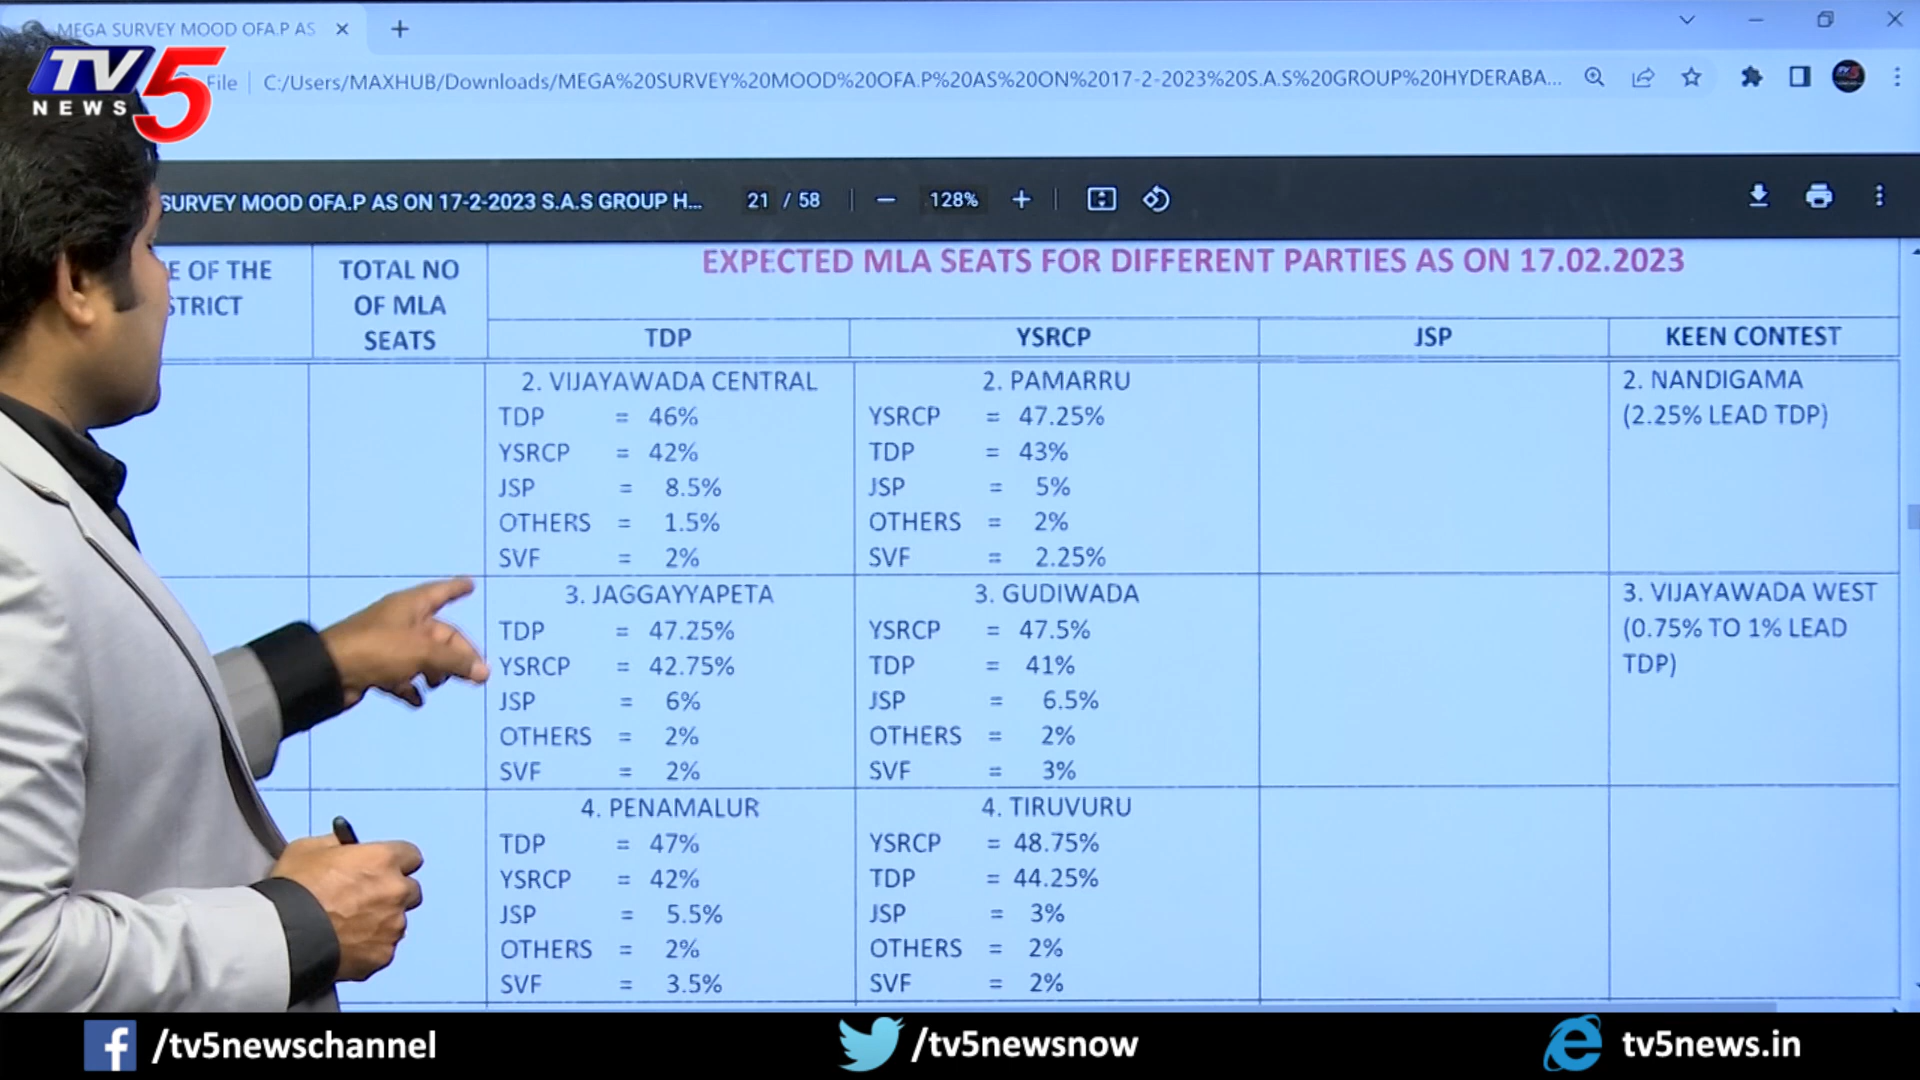 MEGA SURVEY MOOD OFA.P AS
TV5
NEWS
File
C:/Users/MAXHUB/Downloads/MEGA%20SURVEY%20MOOD%20OFA.P%20AS%20ON%2017-2-2023%20S.A.S%20GROUP%20HYDERABA...
SURVEY MOOD OFA.P AS ON 17-2-2023 S.A.S GROUP H...
21 / 58
128%
E OF THE
STRICT
TOTAL NO
OF MLA
SEATS
EXPECTED MLA SEATS FOR DIFFERENT PARTIES AS ON 17.02.2023
TDP
YSRCP
JSP
KEEN CONTEST
2. VIJAYAWADA CENTRAL
TDP = 46%
YSRCP = 42%
JSP = 8.5%
OTHERS = 1.5%
SVF = 2%
2. PAMARRU
YSRCP = 47.25%
TDP = 43%
JSP = 5%
OTHERS = 2%
SVF = 2.25%
2. NANDIGAMA
(2.25% LEAD TDP)
3. JAGGAYYAPETA
TDP = 47.25%
YSRCP = 42.75%
JSP = 6%
OTHERS = 2%
SVF = 2%
3. GUDIWADA
YSRCP = 47.5%
TDP = 41%
JSP = 6.5%
OTHERS = 2%
SVF = 3%
3. VIJAYAWADA WEST
(0.75% TO 1% LEAD
TDP)
4. PENAMALUR
TDP = 47%
YSRCP = 42%
JSP = 5.5%
OTHERS = 2%
SVF = 3.5%
4. TIRUVURU
YSRCP = 48.75%
TDP = 44.25%
JSP = 3%
OTHERS = 2%
SVF = 2%
/tv5newschannel
/tv5newsnow
tv5news.in